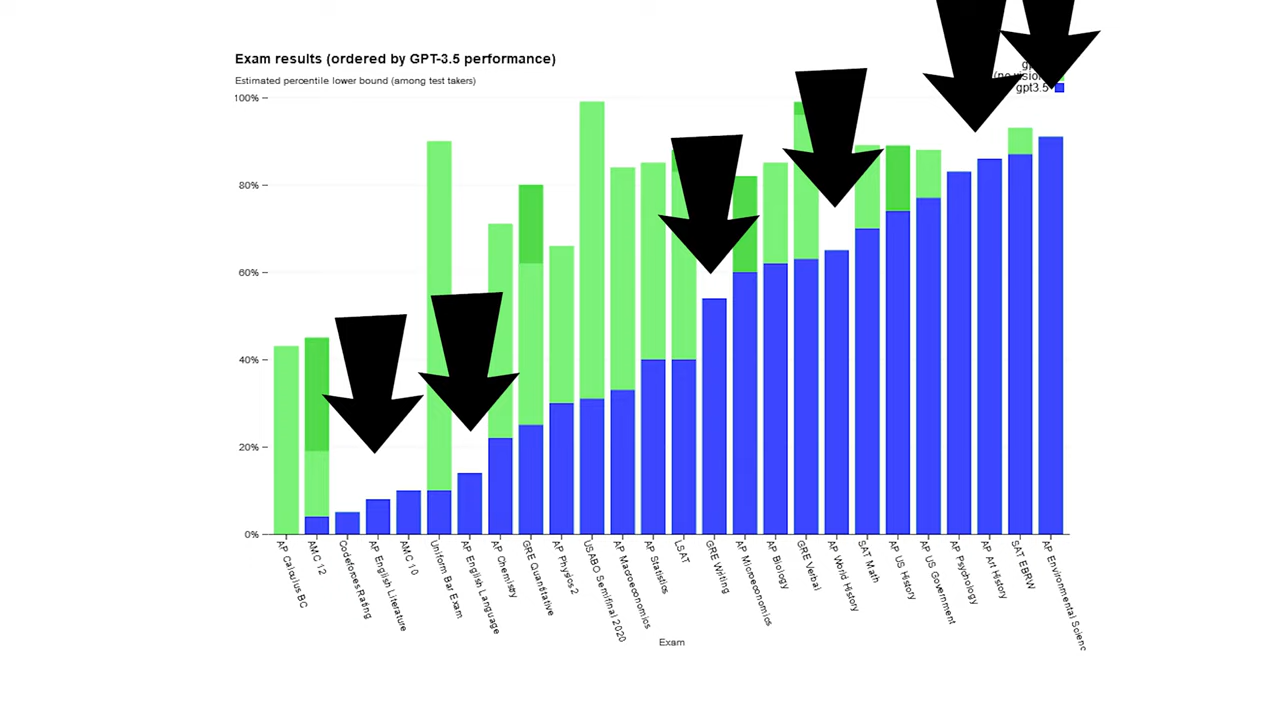 Exam results (ordered by GPT-3.5 performance)
Estimated percentile lower bound (among test takers)
gpt3.5
100%
80%
60%
40%
20%
0%
AP Calculus BC
AMC 12
Codeforces Rating
AP English Literature
AMC 10
Uniform Bar Exam
AP English Language
AP Chemistry
GRE Quantitative
AP Physics 2
USABO Semifinal 2020
AP Macroeconomics
AP Statistics
LSAT
GRE Writing
AP Microeconomics
AP Biology
GRE Verbal
AP World History
SAT Math
AP US History
AP US Government
AP Psychology
AP Art History
SAT EBRW
AP Environmental Scienc
Exam